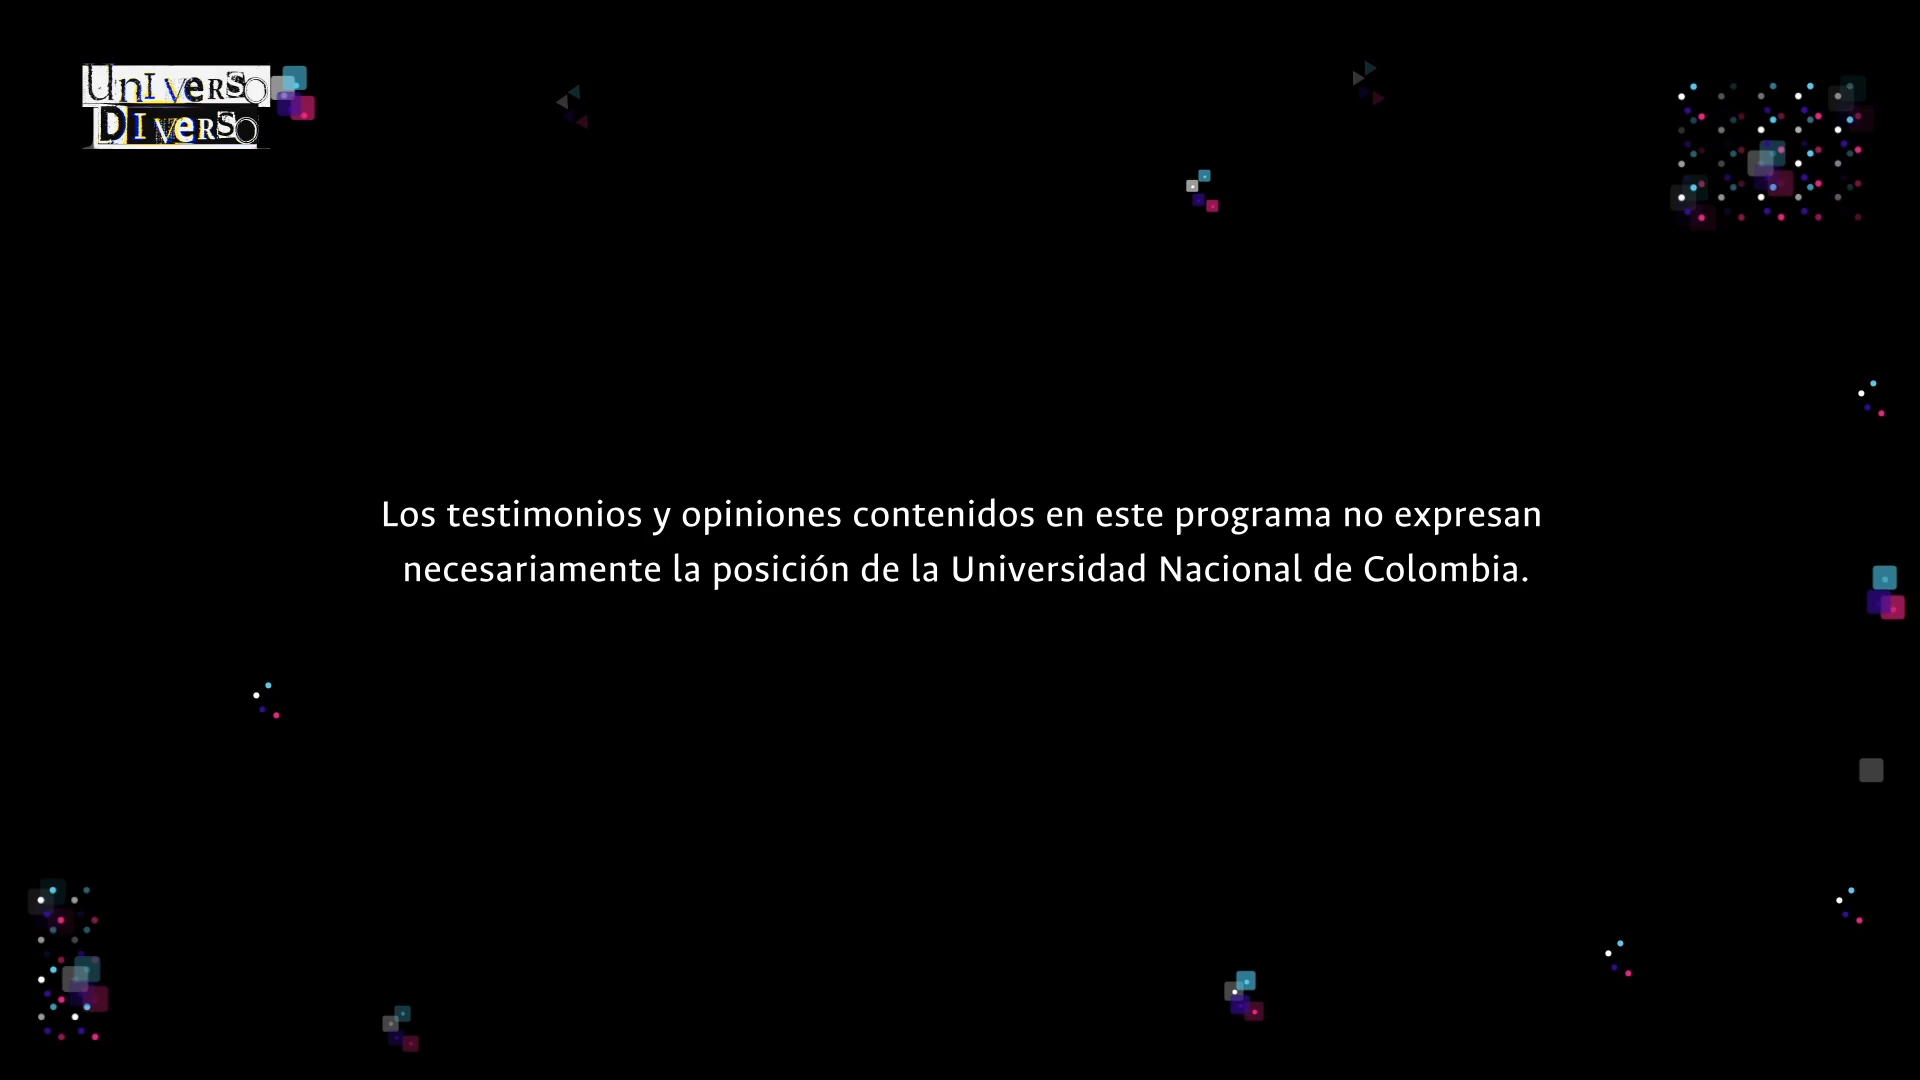 UnIveRSO
DIveRSO
Los testimonios y opiniones contenidos en este programa no expresan
necesariamente la posición de la Universidad Nacional de Colombia.